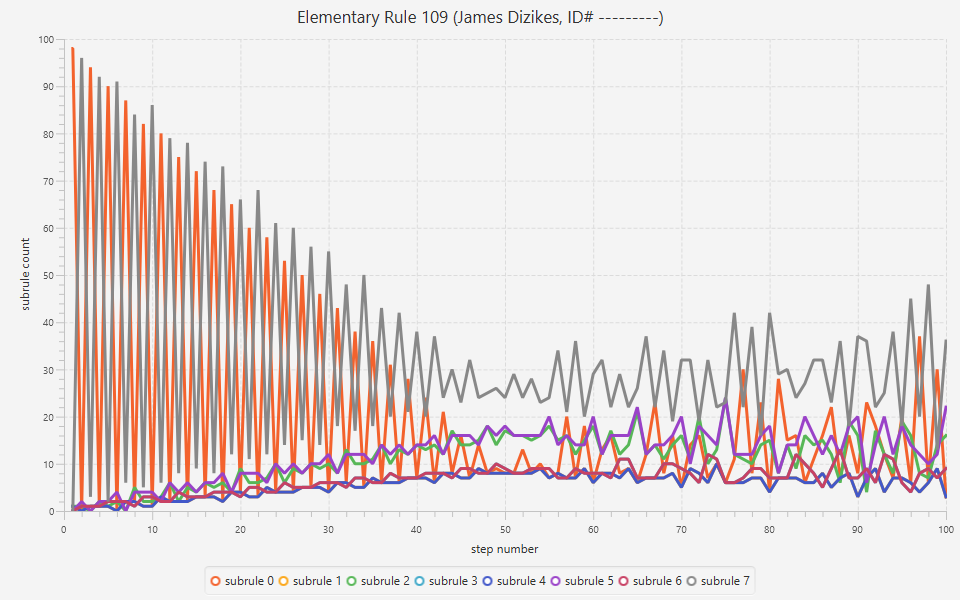 Elementary Rule 109 (James Dizikes, ID# ---------)
100
90
80
70
60
50
40
30
20
10
0
subrule count
0 10 20 30 40 50 60 70 80 90 100
step number
subrule 0 subrule 1 subrule 2 subrule 3 subrule 4 subrule 5 subrule 6 subrule 7